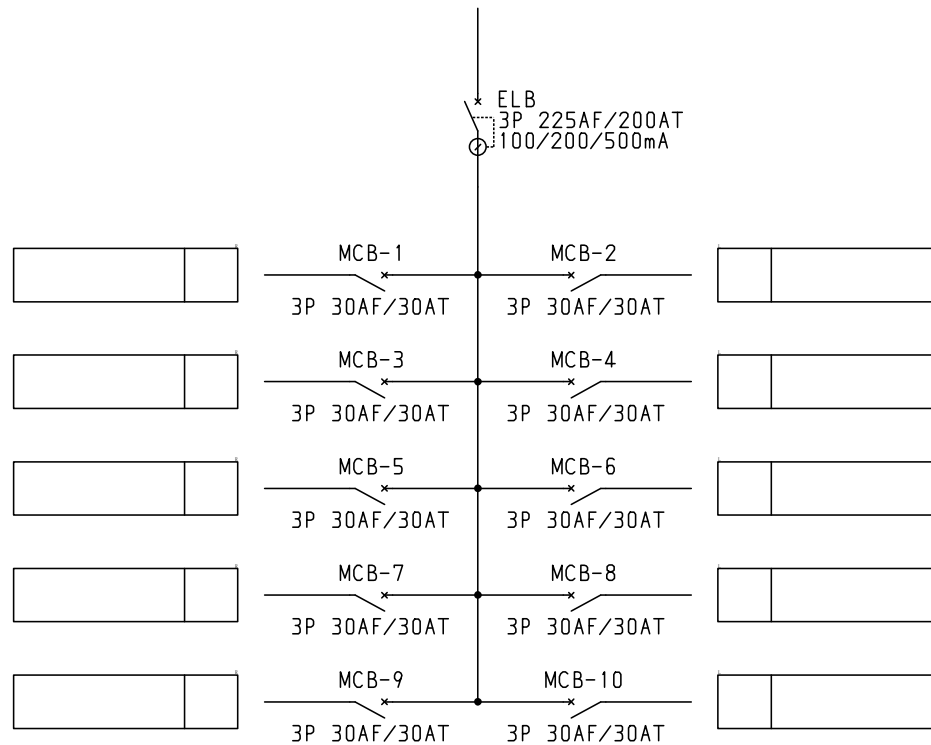 ELB
3P 225AF/200AT
100/200/500mA
MCB-1
MCB-2
3P 30AF/30AT
3P 30AF/30AT
MCB-3
MCB-4
3P 30AF/30AT
3P 30AF/30AT
MCB-5
MCB-6
3P 30AF/30AT
3P 30AF/30AT
MCB-7
MCB-8
3P 30AF/30AT
3P 30AF/30AT
MCB-9
MCB-10
3P 30AF/30AT
3P 30AF/30AT